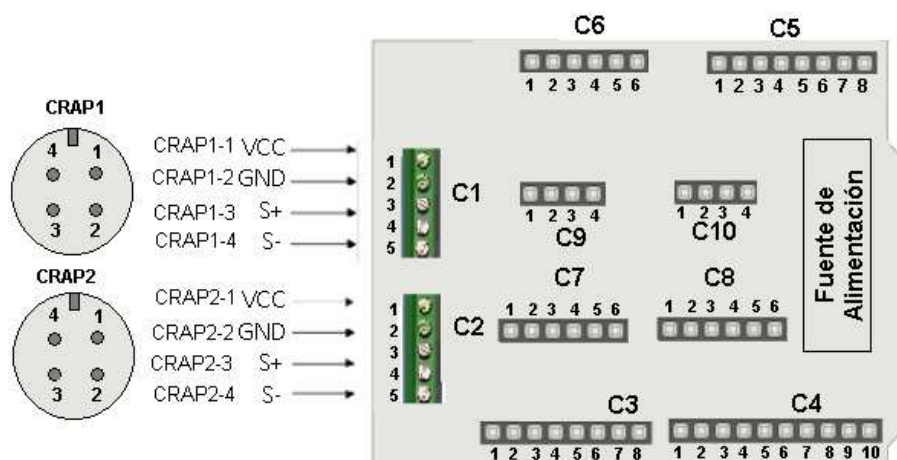 C6
C5
1 2 3 4 5 6
1 2 3 4 5 6 7 8
CRAP1
4 1
3 2
CRAP1-1 VCC
CRAP1-2 GND
CRAP1-3 S+
CRAP1-4 S-
1
2
3
4
5
C1
1 2 3 4
C9
1 2 3 4
C10
Fuente de
Alimentación
CRAP2
4 1
3 2
CRAP2-1 VCC
CRAP2-2 GND
CRAP2-3 S+
CRAP2-4 S-
1
2
3
4
5
C2
C7
1 2 3 4 5 6
C8
1 2 3 4 5 6
C3
1 2 3 4 5 6 7 8
C4
1 2 3 4 5 6 7 8 9 10